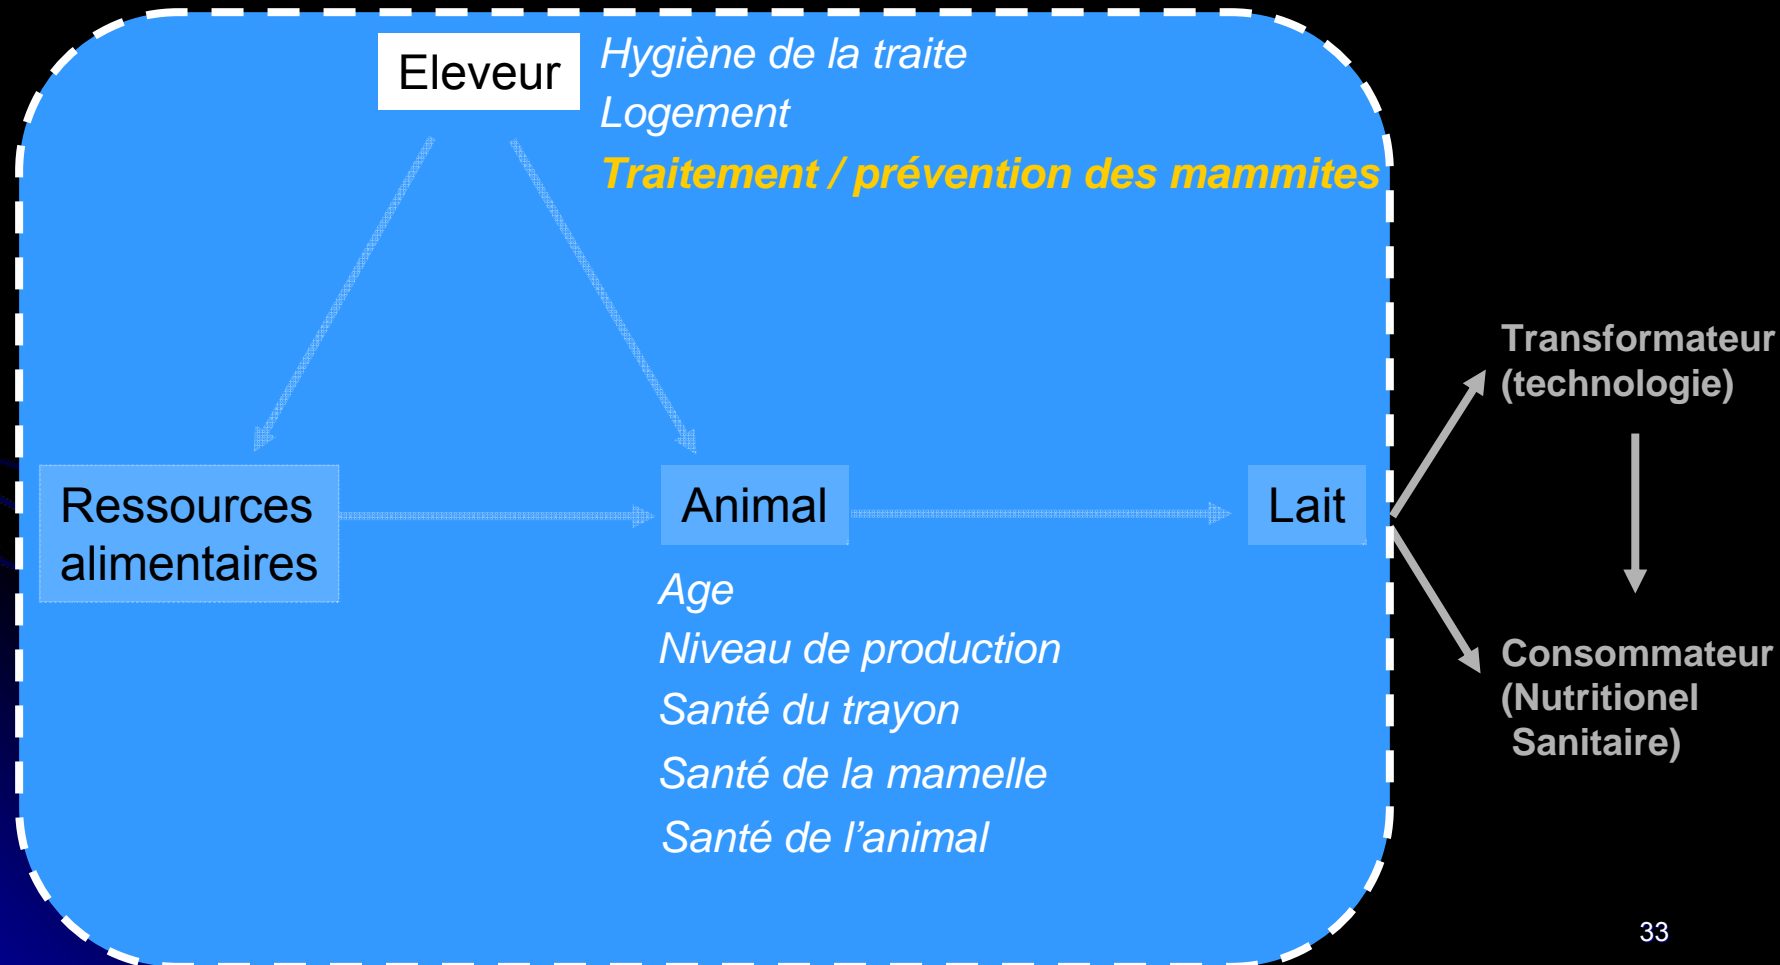 Eleveur
Hygiène de la traite
Logement
Traitement / prévention des mammites
Ressources
alimentaires
Animal
Lait
Age
Niveau de production
Santé du trayon
Santé de la mamelle
Santé de l’animal
Transformateur
(technologie)
Consommateur
(Nutritionel
Sanitaire)
33